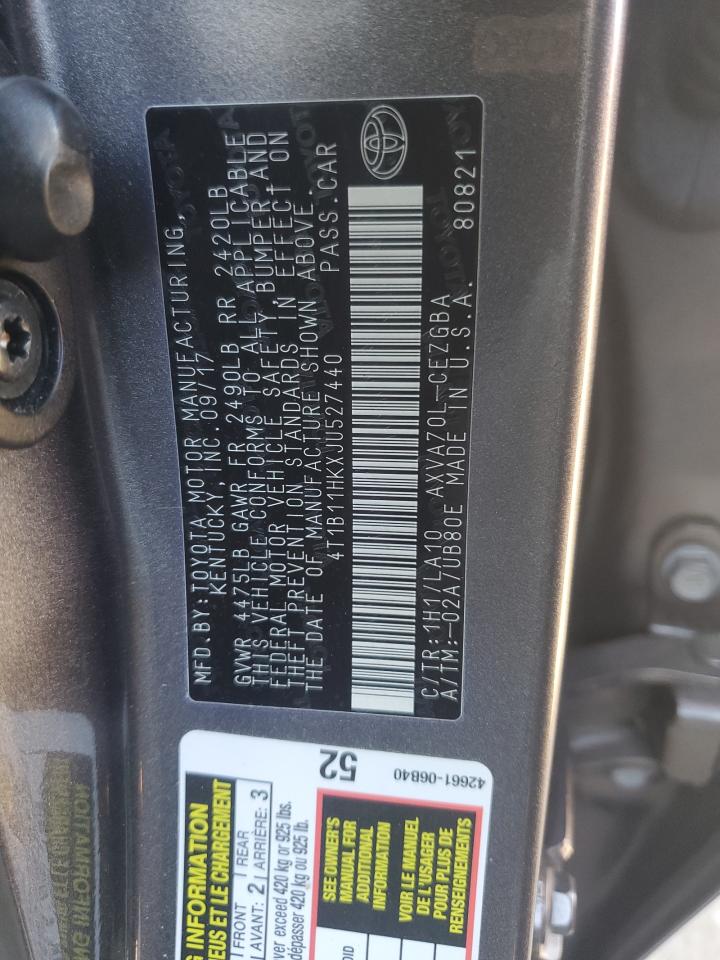 MFD. BY: TOYOTA MOTOR MANUFACTURING,
KENTUCKY, INC. 09/17
GVWR 4475LB GAWR FR 2490LB RR 2420LB
THIS VEHICLE CONFORMS TO ALL APPLICABLE
FEDERAL MOTOR VEHICLE SAFETY, BUMPER AND
THEFT PREVENTION STANDARDS IN EFFECT ON
THE DATE OF MANUFACTURE SHOWN ABOVE.
4T1B11HKXJU527440 PASS. CAR
C/TR: 1H1/LA10 AXVA70L-CEZGBA
A/TM: -02A/UB80E MADE IN U.S.A. 80821
INFORMATION
EUS ET LE CHARGEMENT
FRONT
AVANT: 2
REAR
ARRIÈRE: 3
ver exceed 420 kg or 925 lbs.
dépasser 420 kg ou 925 lb.
52
SEE OWNER'S
MANUAL FOR
ADDITIONAL
INFORMATION
VOIR LE MANUEL
DE L'USAGER
POUR PLUS DE
RENSEIGNEMENTS
42661-06B40